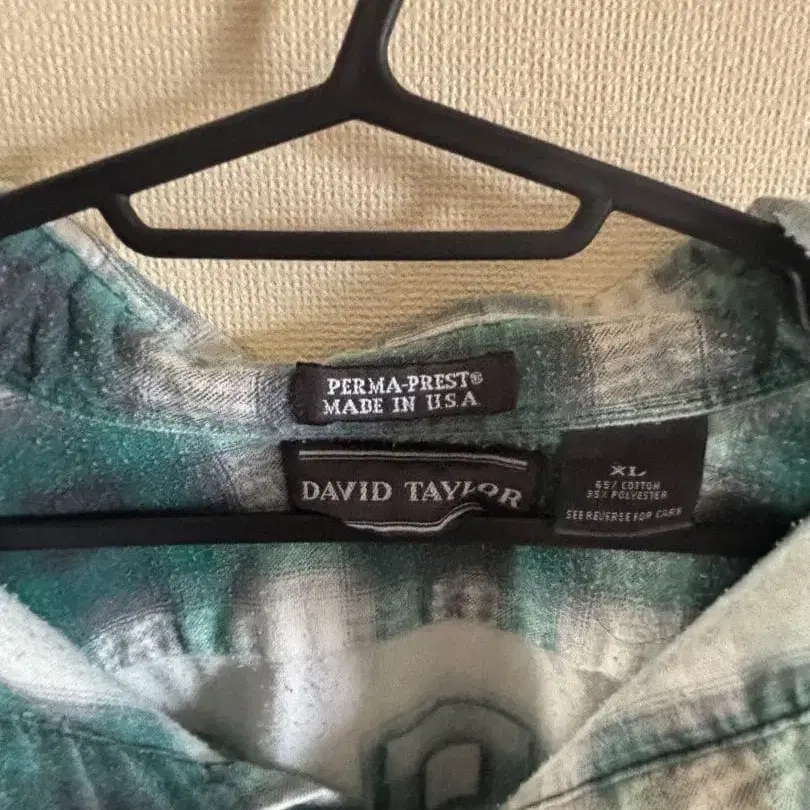 PERMA-PREST®
MADE IN U.S.A
DAVID TAYLOR
XL
65% COTTON
35% POLYESTER
SEE REVERSE FOR CARE